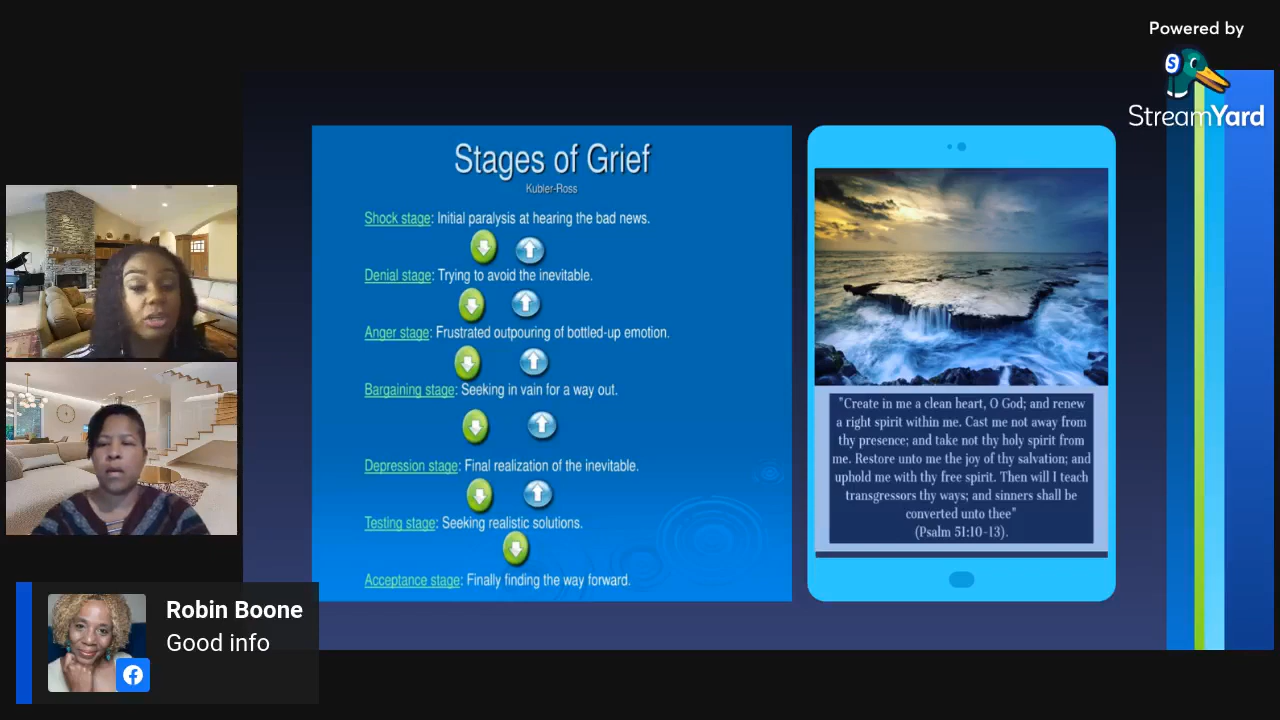 Powered by
StreamYard
Stages of Grief
Kubler-Ross
Shock stage: Initial paralysis at hearing the bad news.
Denial stage: Trying to avoid the inevitable.
Anger stage: Frustrated outpouring of bottled-up emotion.
Bargaining stage: Seeking in vain for a way out.
Depression stage: Final realization of the inevitable.
Testing stage: Seeking realistic solutions.
Acceptance stage: Finally finding the way forward.
"Create in me a clean heart, O God; and renew
a right spirit within me. Cast me not away from
thy presence; and take not thy holy spirit from
me. Restore unto me the joy of thy salvation; and
uphold me with thy free spirit. Then will I teach
transgressors thy ways; and sinners shall be
converted unto thee"
(Psalm 51:10-13).
Robin Boone
Good info